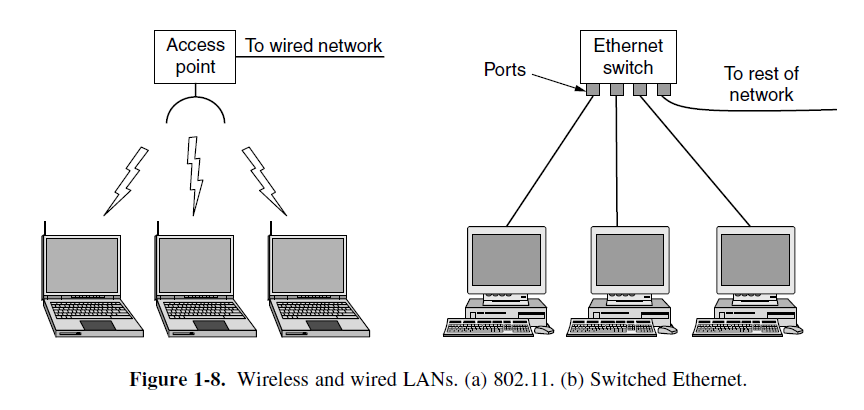 Access
point
To wired network
Ethernet
switch
Ports
To rest of
network
Figure 1-8. Wireless and wired LANs. (a) 802.11. (b) Switched Ethernet.